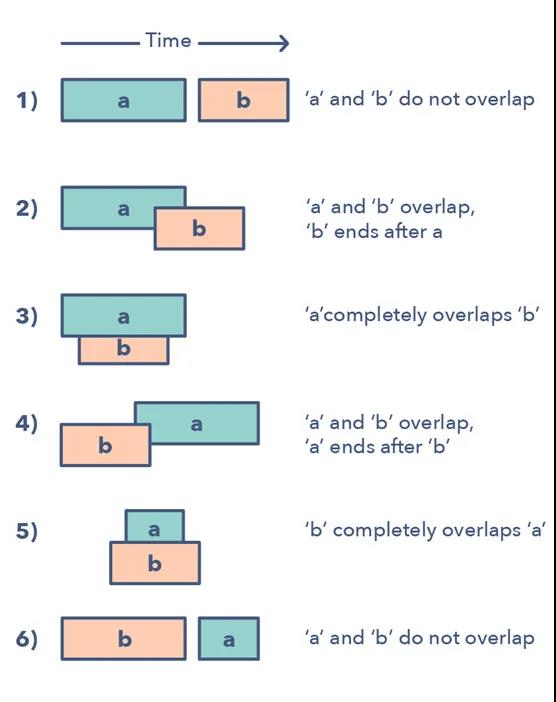 Time
1) a b ‘a’ and ‘b’ do not overlap
2) a b ‘a’ and ‘b’ overlap,
‘b’ ends after a
3) a b ‘a’completely overlaps ‘b’
4) a b ‘a’ and ‘b’ overlap,
‘a’ ends after ‘b’
5) a b ‘b’ completely overlaps ‘a’
6) b a ‘a’ and ‘b’ do not overlap